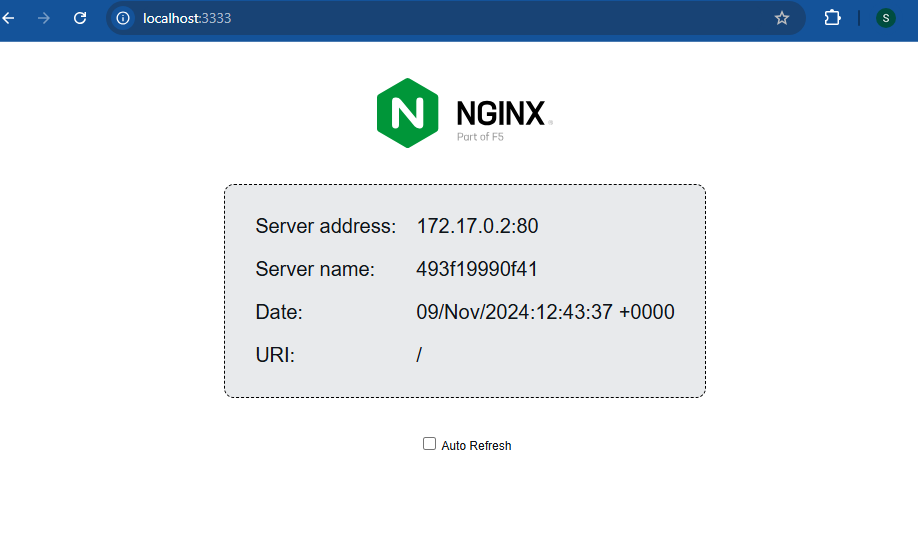 localhost:3333
S
N
NGINX
Part of F5
Server address: 172.17.0.2:80
Server name: 493f19990f41
Date: 09/Nov/2024:12:43:37 +0000
URI: /
Auto Refresh